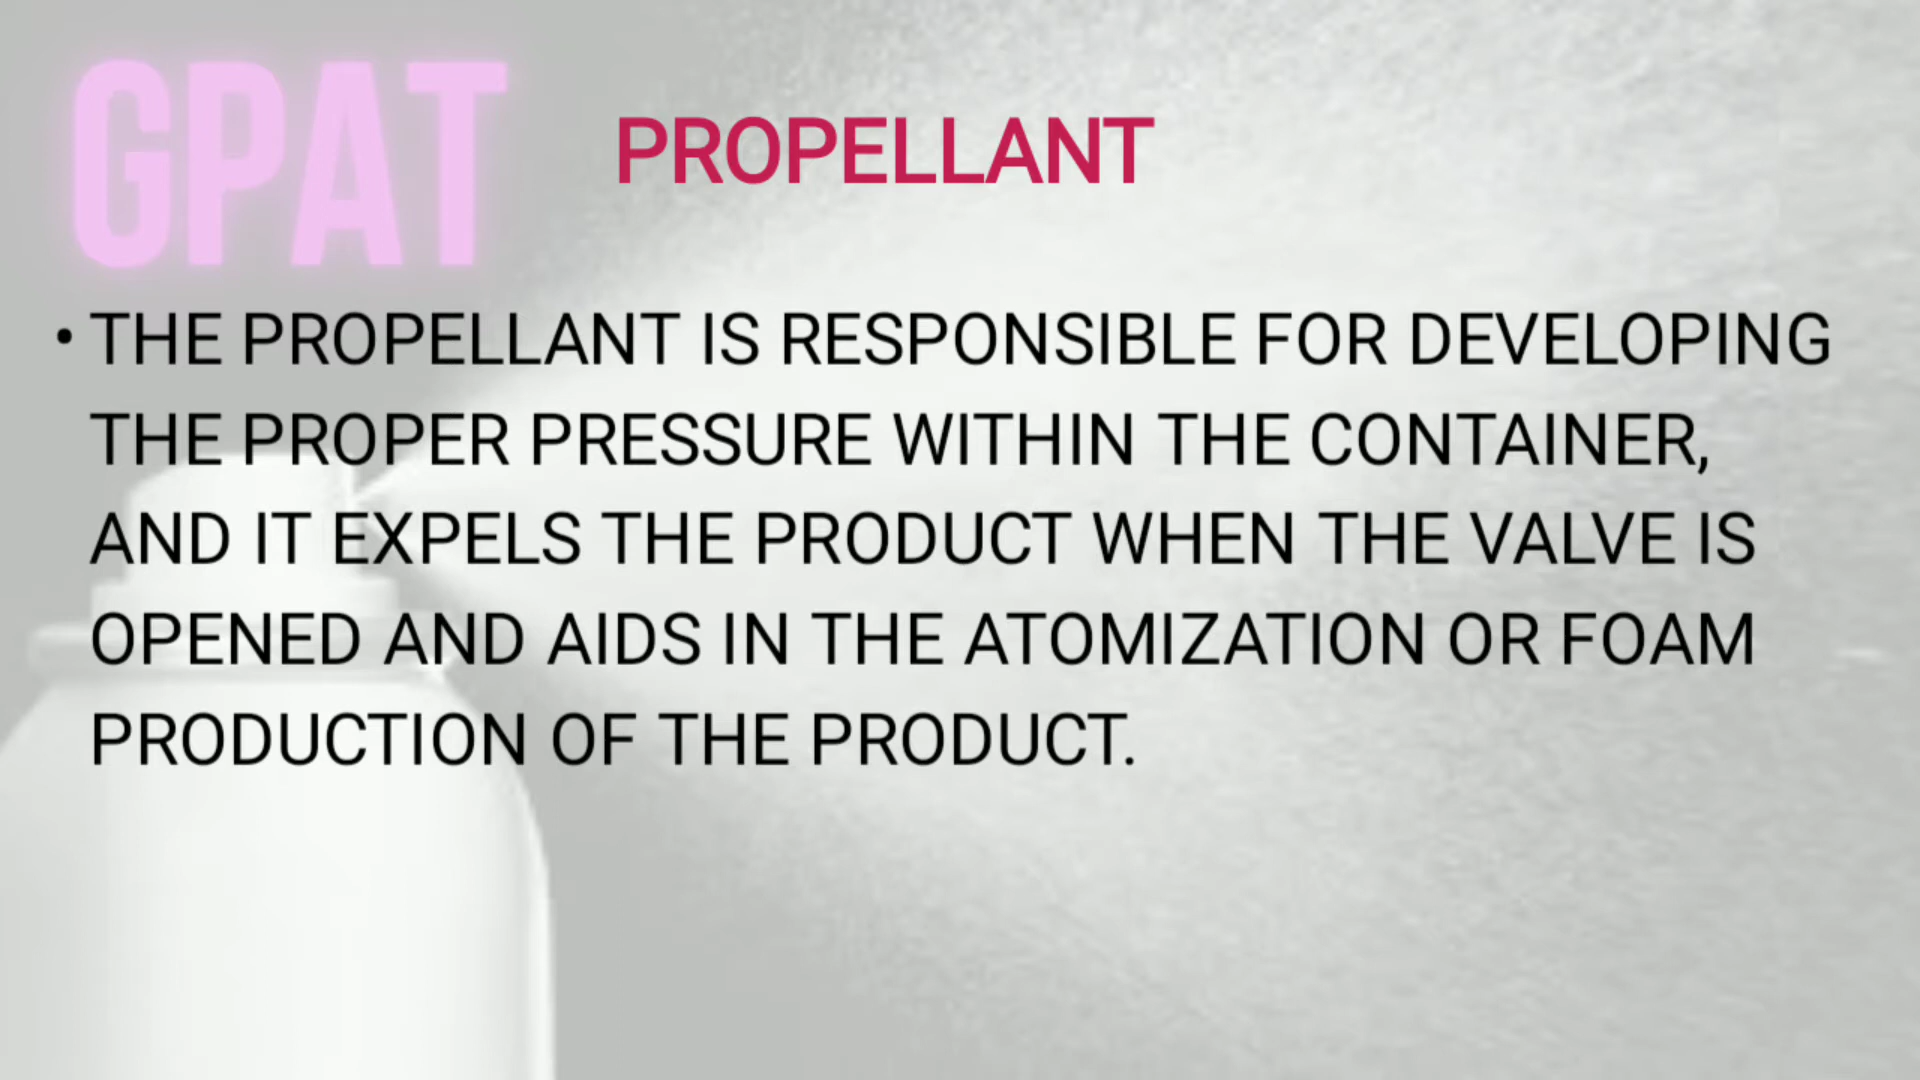 GPAT
PROPELLANT
• THE PROPELLANT IS RESPONSIBLE FOR DEVELOPING
THE PROPER PRESSURE WITHIN THE CONTAINER,
AND IT EXPELS THE PRODUCT WHEN THE VALVE IS
OPENED AND AIDS IN THE ATOMIZATION OR FOAM
PRODUCTION OF THE PRODUCT.